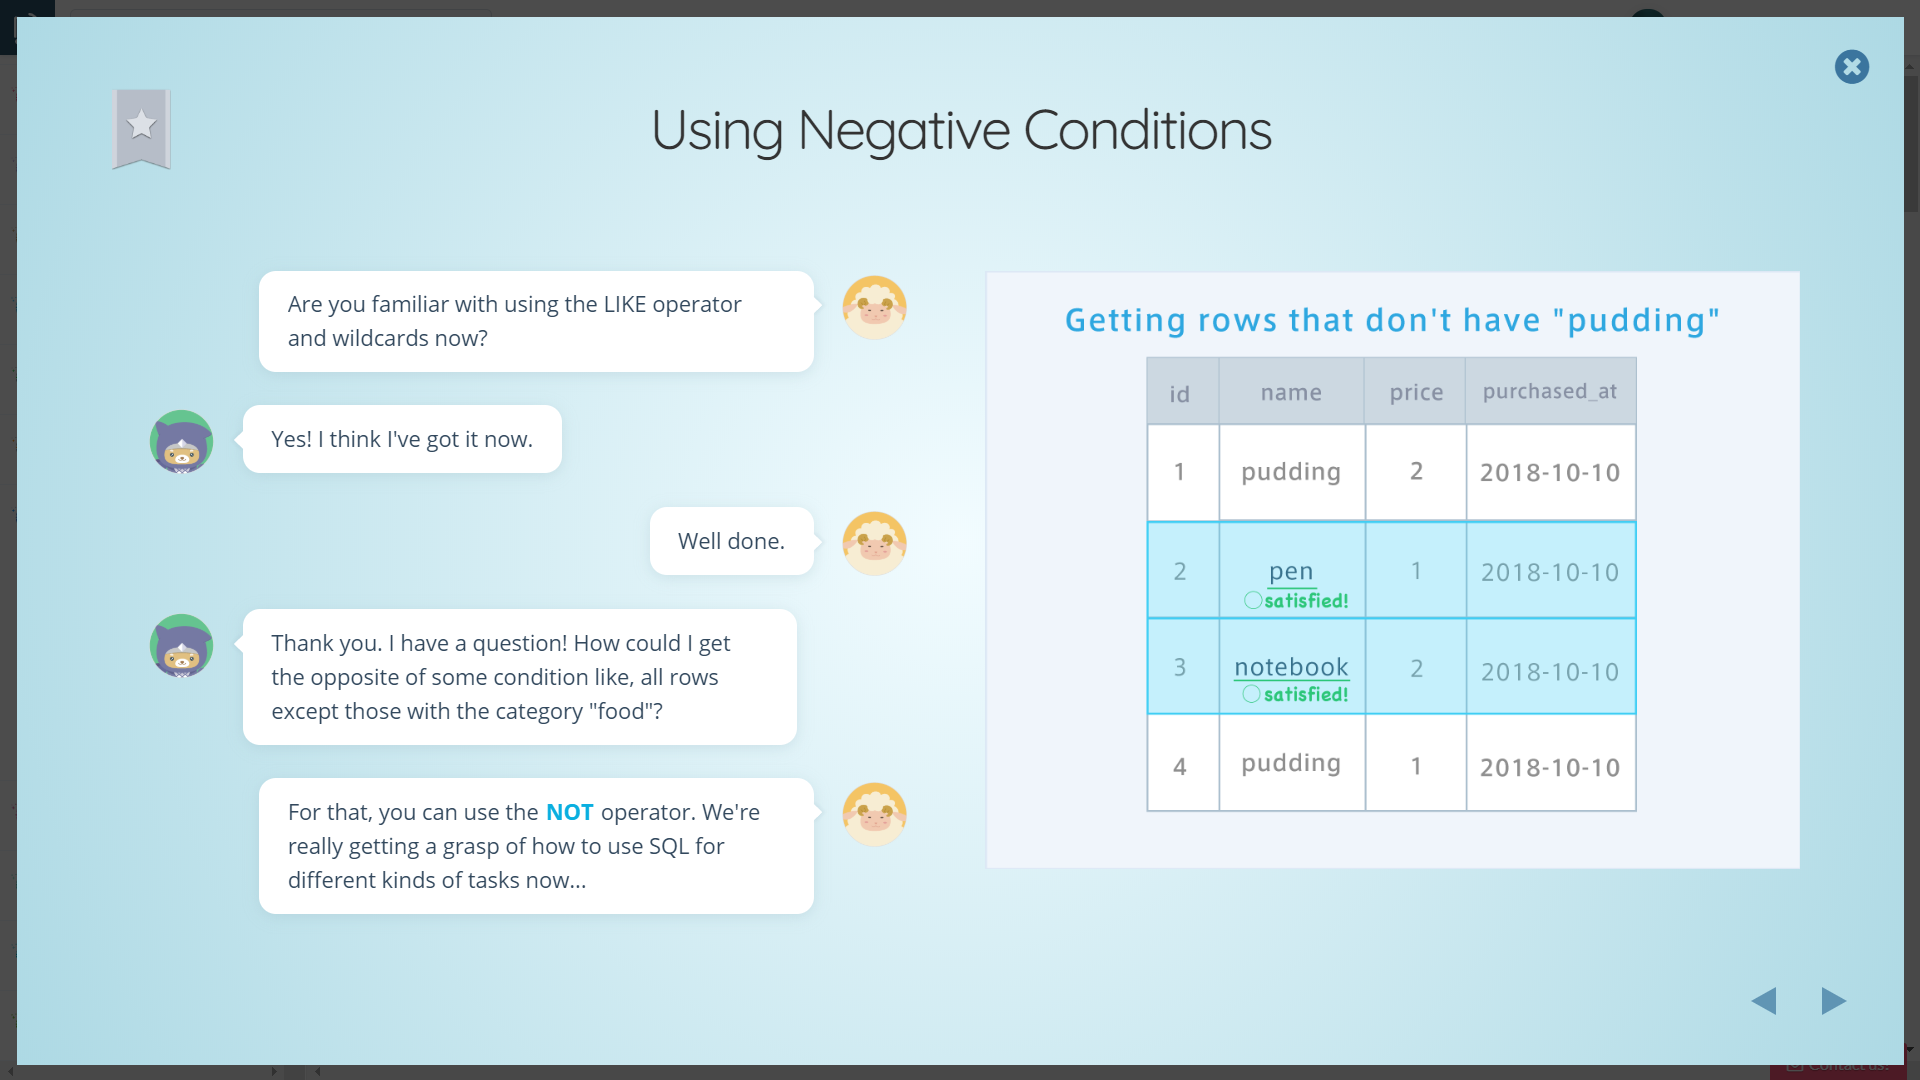 Using Negative Conditions
Are you familiar with using the LIKE operator
and wildcards now?
Yes! I think I've got it now.
Well done.
Thank you. I have a question! How could I get
the opposite of some condition like, all rows
except those with the category "food"?
For that, you can use the NOT operator. We're
really getting a grasp of how to use SQL for
different kinds of tasks now...
Getting rows that don't have "pudding"
id name price purchased_at
1 pudding 2 2018-10-10
2 pen 1 2018-10-10
satisfied!
3 notebook 2 2018-10-10
satisfied!
4 pudding 1 2018-10-10
Contact us!